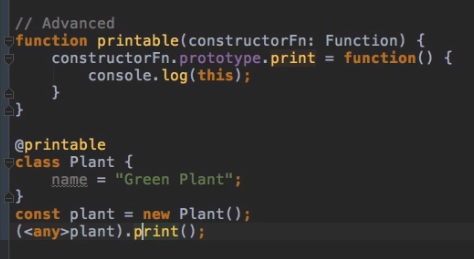 // Advanced
function printable(constructorFn: Function) {
    constructorFn.prototype.print = function() {
        console.log(this);
    }
}
@printable
class Plant {
    name = "Green Plant";
}
const plant = new Plant();
(<any>plant).print();